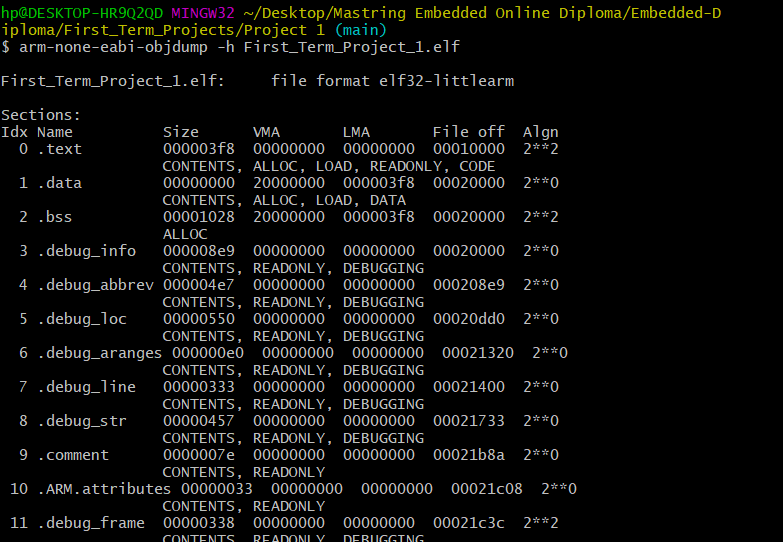 hp@DESKTOP-HR9Q2QD MINGW32 ~/Desktop/Mastring Embedded Online Diploma/Embedded-D
iploma/First_Term_Projects/Project 1 (main)
$ arm-none-eabi-objdump -h First_Term_Project_1.elf
First_Term_Project_1.elf:     file format elf32-littlearm
Sections:
Idx Name          Size      VMA       LMA       File off  Algn
  0 .text         000003f8  00000000  00000000  00010000  2**2
                  CONTENTS, ALLOC, LOAD, READONLY, CODE
  1 .data         00000000  20000000  000003f8  00020000  2**0
                  CONTENTS, ALLOC, LOAD, DATA
  2 .bss          00001028  20000000  000003f8  00020000  2**2
                  ALLOC
  3 .debug_info   000008e9  00000000  00000000  00020000  2**0
                  CONTENTS, READONLY, DEBUGGING
  4 .debug_abbrev 000004e7  00000000  00000000  000208e9  2**0
                  CONTENTS, READONLY, DEBUGGING
  5 .debug_loc    00000550  00000000  00000000  00020dd0  2**0
                  CONTENTS, READONLY, DEBUGGING
  6 .debug_aranges 000000e0  00000000  00000000  00021320  2**0
                  CONTENTS, READONLY, DEBUGGING
  7 .debug_line   00000333  00000000  00000000  00021400  2**0
                  CONTENTS, READONLY, DEBUGGING
  8 .debug_str    00000457  00000000  00000000  00021733  2**0
                  CONTENTS, READONLY, DEBUGGING
  9 .comment      0000007e  00000000  00000000  00021b8a  2**0
                  CONTENTS, READONLY
 10 .ARM.attributes 00000033  00000000  00000000  00021c08  2**0
                  CONTENTS, READONLY
 11 .debug_frame  00000338  00000000  00000000  00021c3c  2**2
                  CONTENTS, READONLY, DEBUGGING